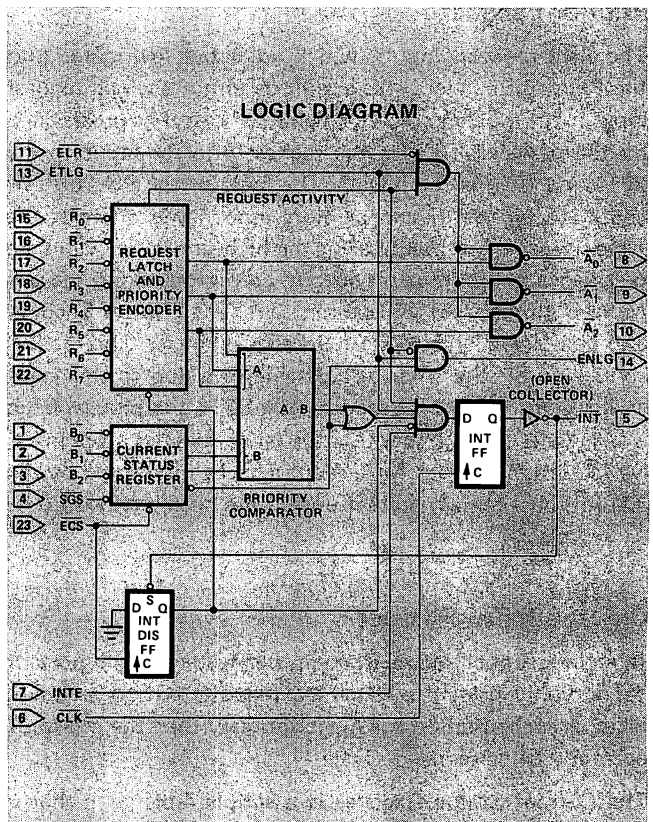 LOGIC DIAGRAM
11 ELR
13 ETLG
REQUEST ACTIVITY
15 R0
16 R1
17 R2
18 R3
19 R4
20 R5
21 R6
22 R7
REQUEST
LATCH
AND
PRIORITY
ENCODER
A0 8
A1 9
A2 10
ENLG 14
A
B
A B
PRIORITY
COMPARATOR
(OPEN
COLLECTOR)
D Q
INT
FF
C
INT 5
1 B0
2 B1
3 B2
4 SGS
23 ECS
CURRENT
STATUS
REGISTER
S
D Q
INT
DIS
FF
C
7 INTE
6 CLK